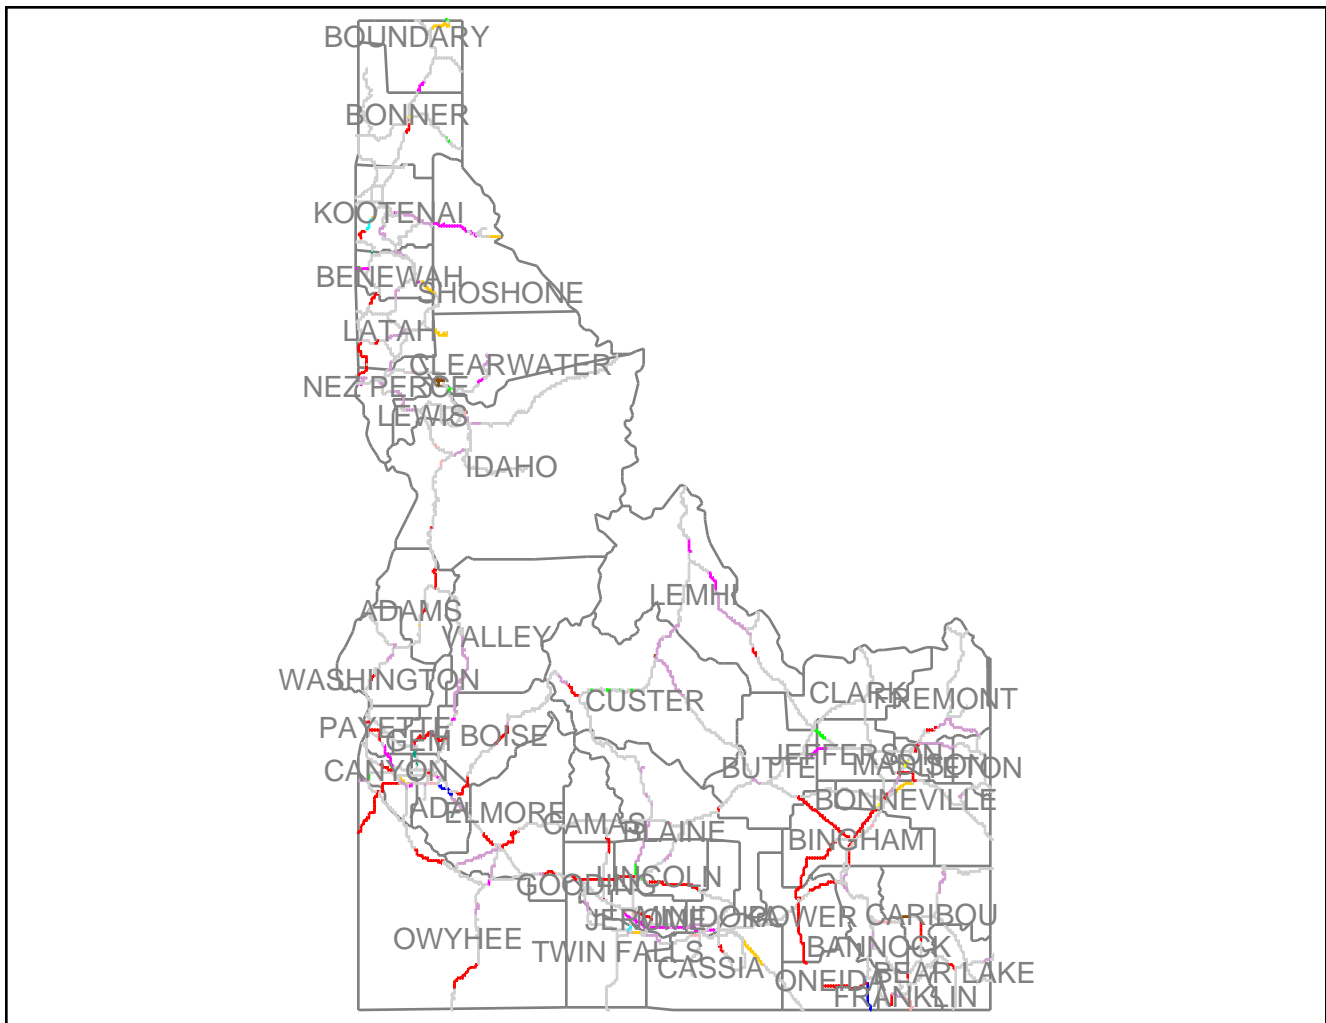 BOUNDARY
BONNER
KOOTENAI
BENEWAH
SHOSHONE
LATAH
CLEARWATER
NEZ PERCE
LEWIS
IDAHO
LEMHI
ADAMS
VALLEY
WASHINGTON
CUSTER
CLARK
FREMONT
PAYETTE
GEM
BOISE
JEFFERSON
BUTTE
MADISON
TETON
CANYON
ADA
ELMORE
BONNEVILLE
CAMAS
BLAINE
BINGHAM
GOODING
LINCOLN
JEROME
MINIDOKA
POWER
CARIBOU
OWYHEE
TWIN FALLS
BANNOCK
CASSIA
ONEIDA
BEAR LAKE
FRANKLIN